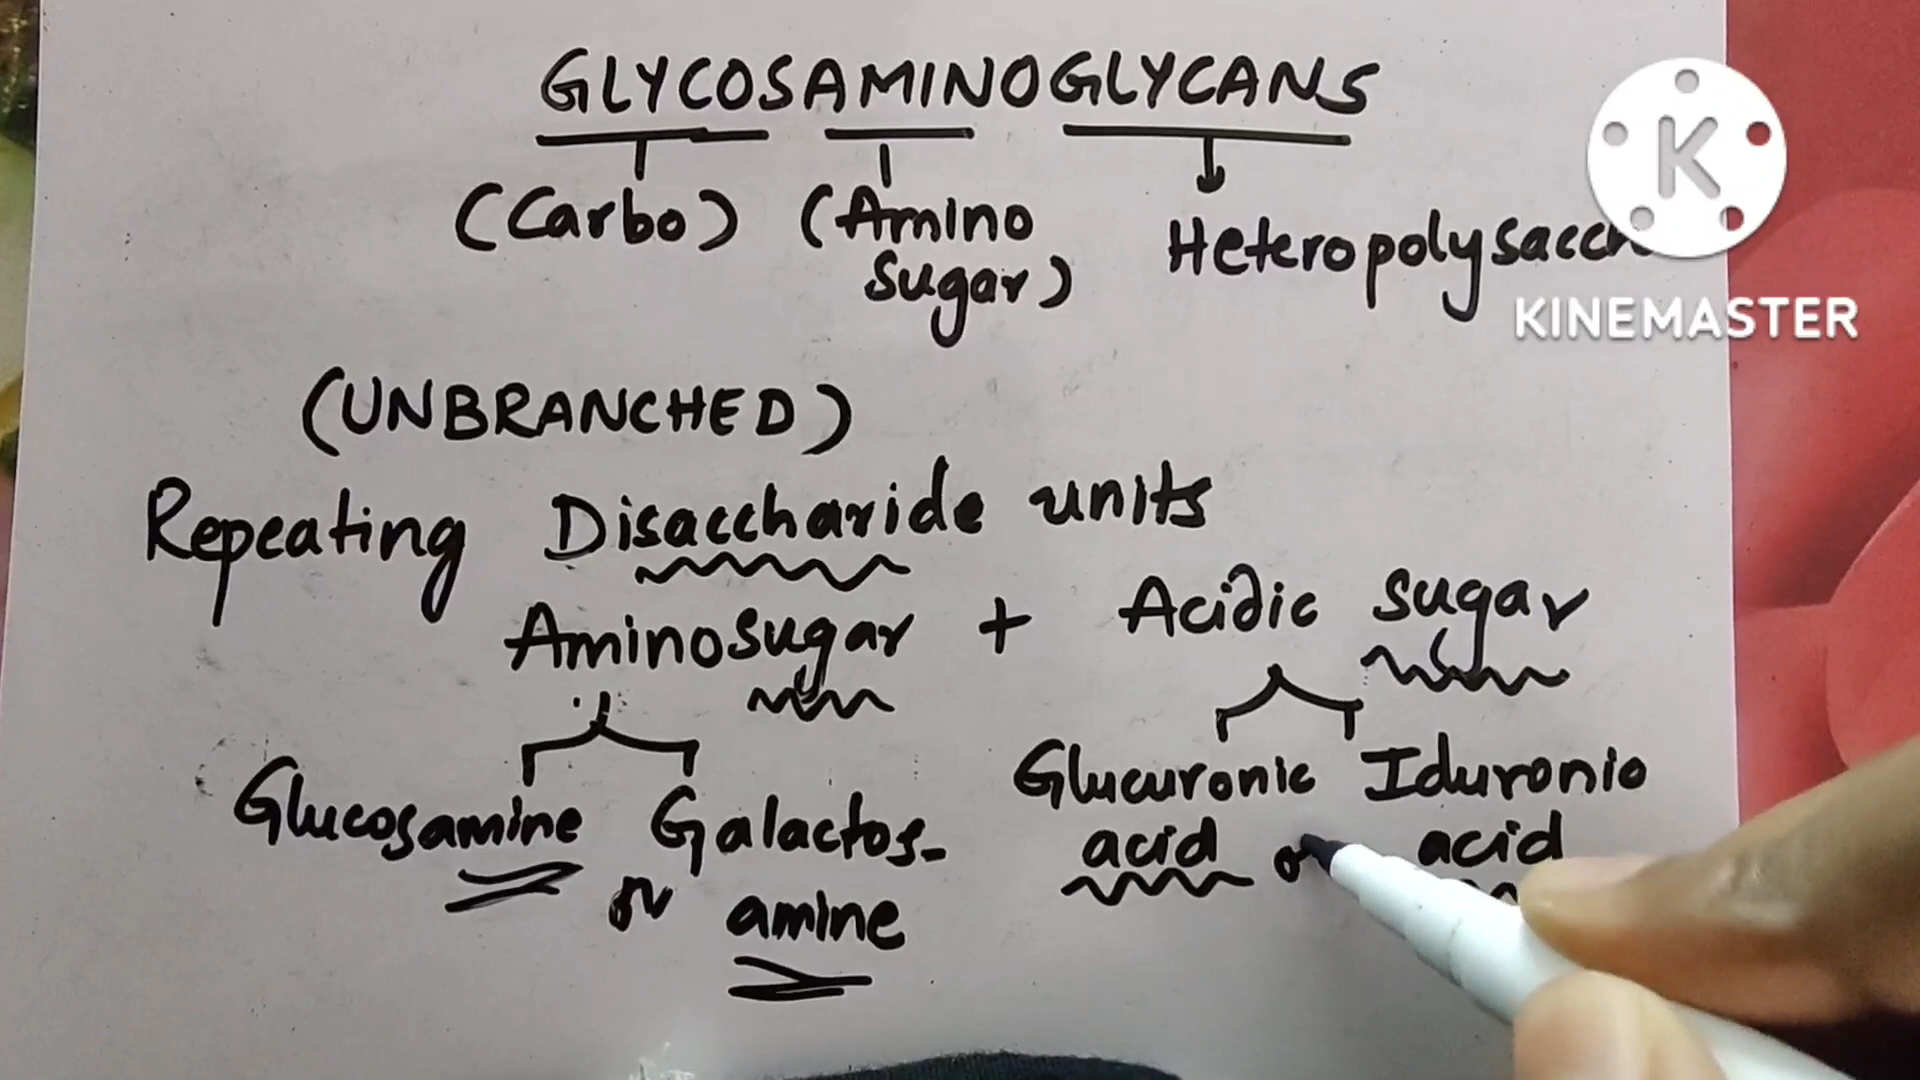 GLYCOSAMINOGLYCANS
(Carbo) (Amino sugar) Heteropolysacch
KINEMASTER
(UNBRANCHED)
Repeating Disaccharide units
Aminosugar + Acidic sugar
Glucosamine or Galactos-
amine
Glucuronic acid o Iduronic acid